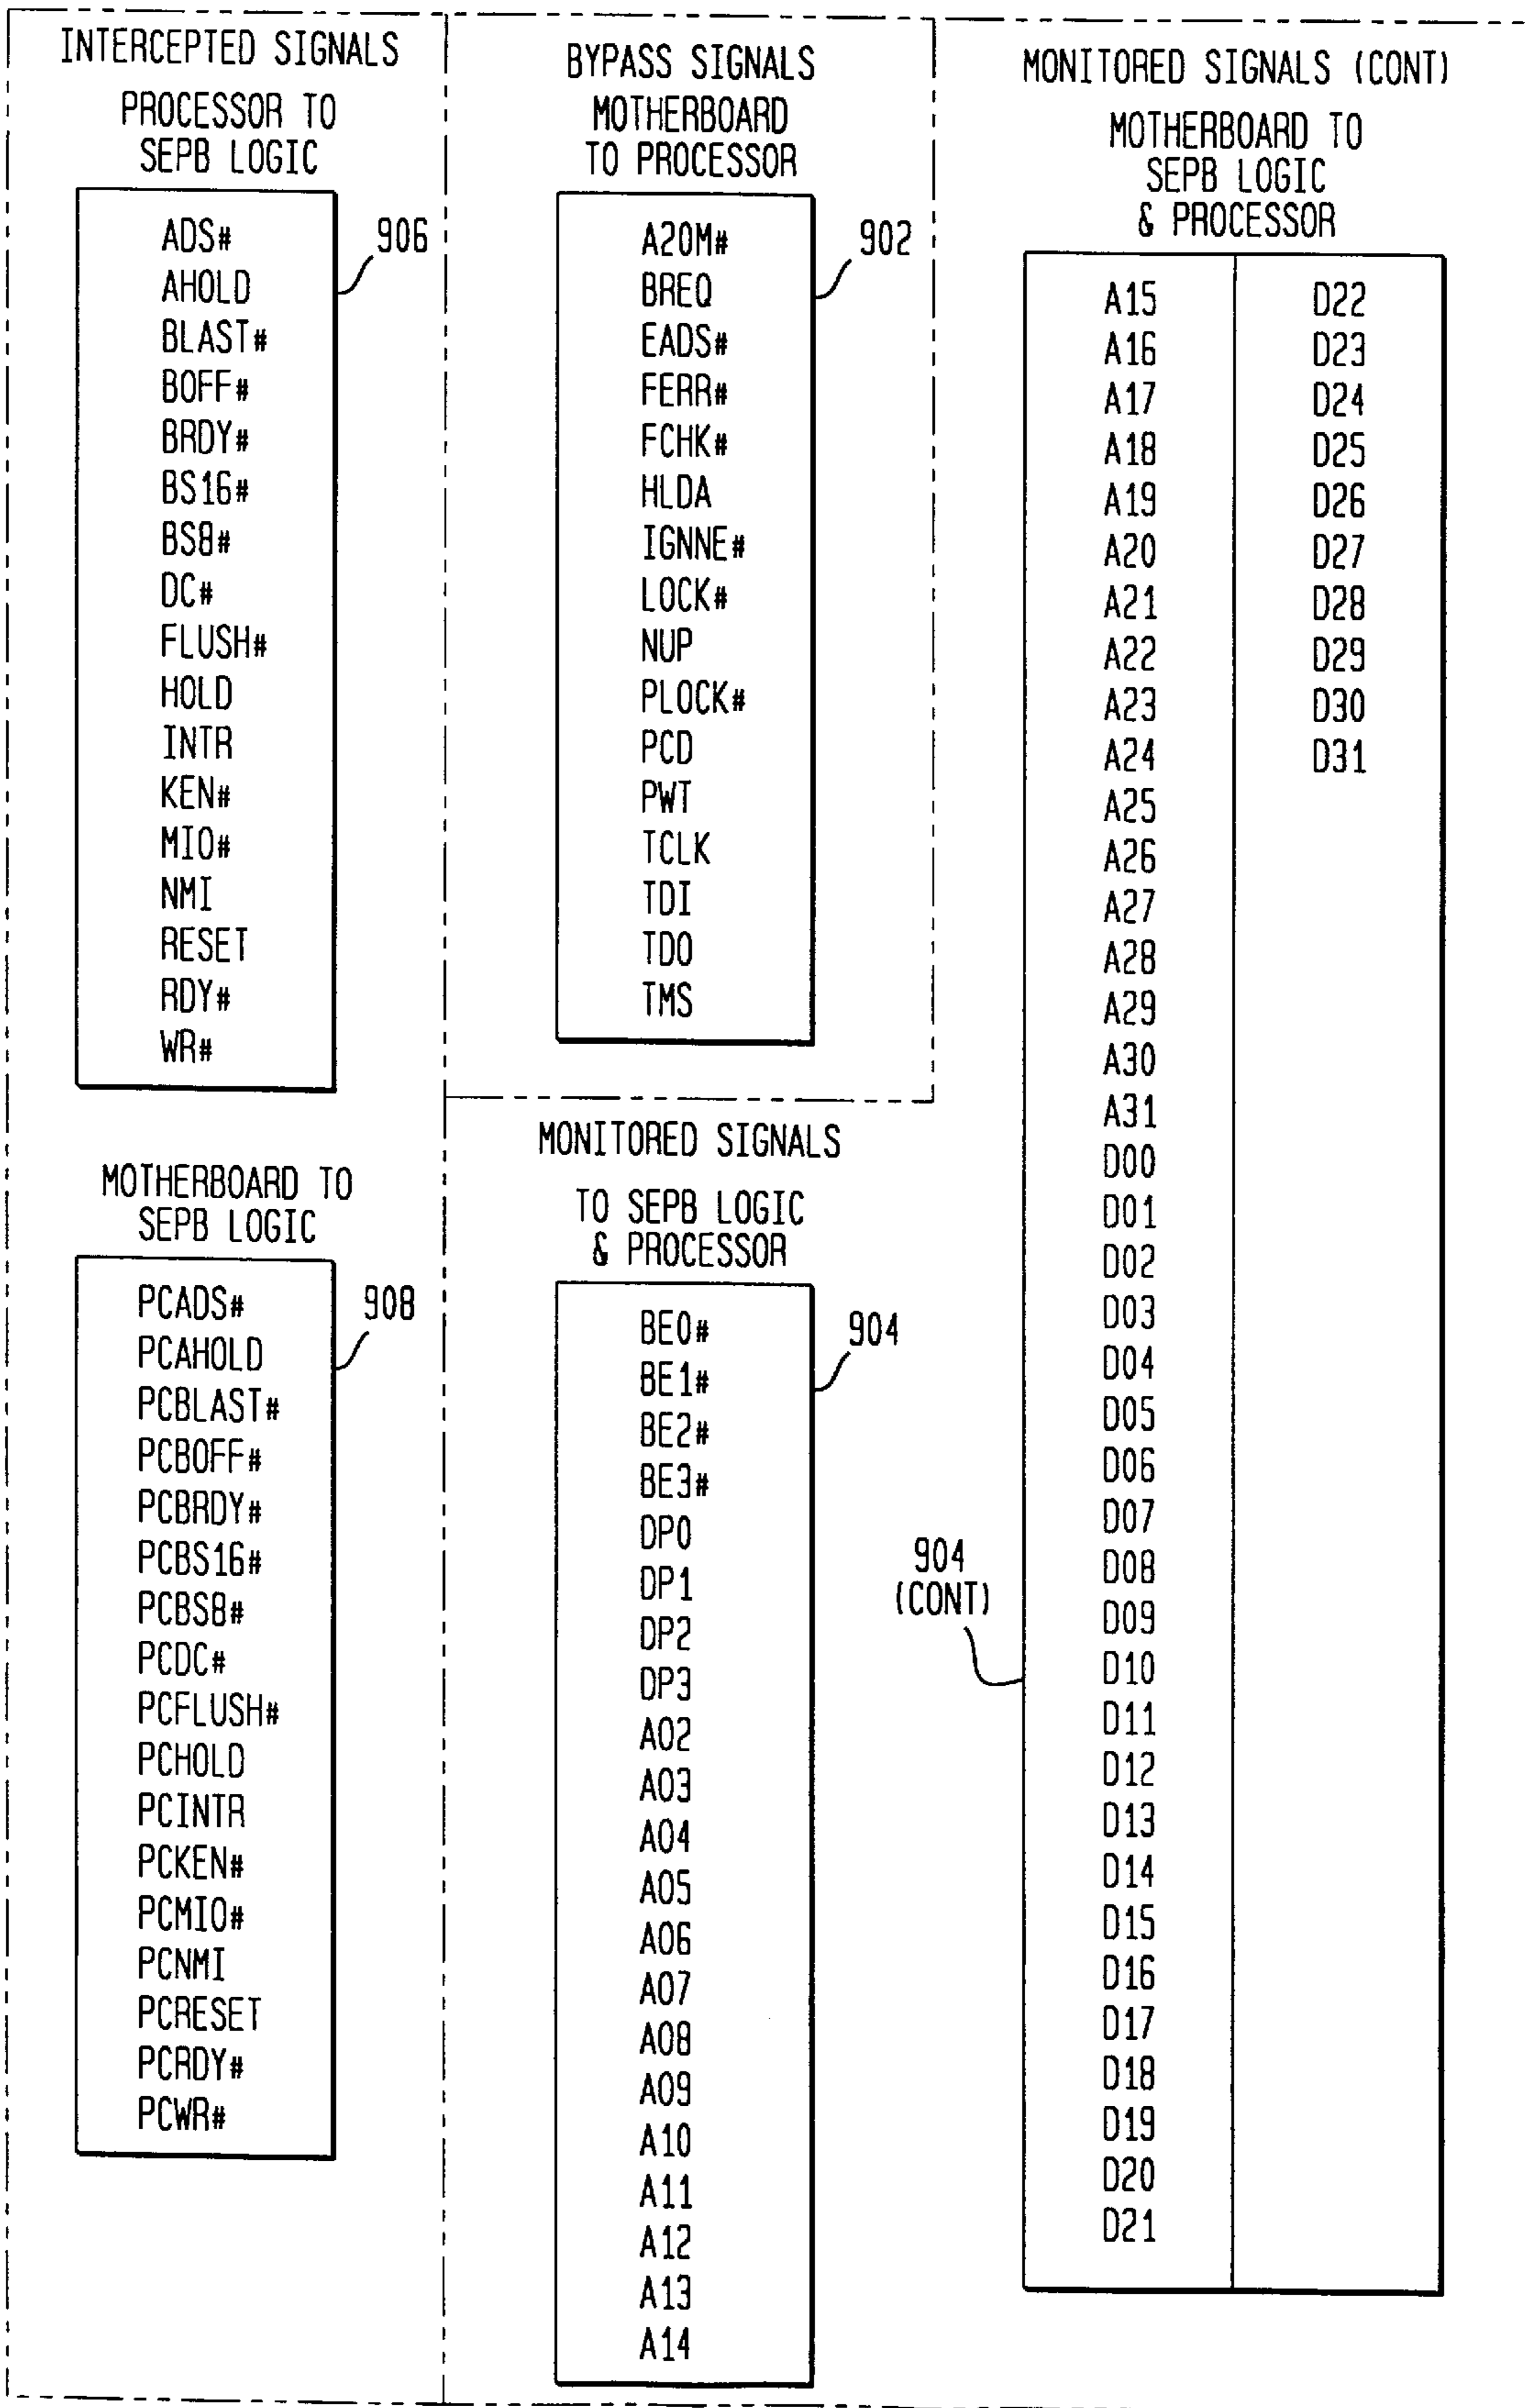 INTERCEPTED SIGNALS
PROCESSOR TO
SEPB LOGIC
ADS#
AHOLD
BLAST#
BOFF#
BRDY#
BS16#
BS8#
DC#
FLUSH#
HOLD
INTR
KEN#
MIO#
NMI
RESET
RDY#
WR#
906
MOTHERBOARD TO
SEPB LOGIC
PCADS#
PCAHOLD
PCBLAST#
PCBOFF#
PCBRDY#
PCBS16#
PCBS8#
PCDC#
PCFLUSH#
PCHOLD
PCINTR
PCKEN#
PCMIO#
PCNMI
PCRESET
PCRDY#
PCWR#
908
BYPASS SIGNALS
MOTHERBOARD
TO PROCESSOR
A20M#
BREQ
EADS#
FERR#
FCHK#
HLDA
IGNNE#
LOCK#
NUP
PLOCK#
PCD
PWT
TCLK
TDI
TDO
TMS
902
MONITORED SIGNALS
TO SEPB LOGIC
& PROCESSOR
BE0#
BE1#
BE2#
BE3#
DP0
DP1
DP2
DP3
A02
A03
A04
A05
A06
A07
A08
A09
A10
A11
A12
A13
A14
904
MONITORED SIGNALS (CONT)
MOTHERBOARD TO
SEPB LOGIC
& PROCESSOR
A15
A16
A17
A18
A19
A20
A21
A22
A23
A24
A25
A26
A27
A28
A29
A30
A31
D00
D01
D02
D03
D04
D05
D06
D07
D08
D09
D10
D11
D12
D13
D14
D15
D16
D17
D18
D19
D20
D21
D22
D23
D24
D25
D26
D27
D28
D29
D30
D31
904
(CONT)